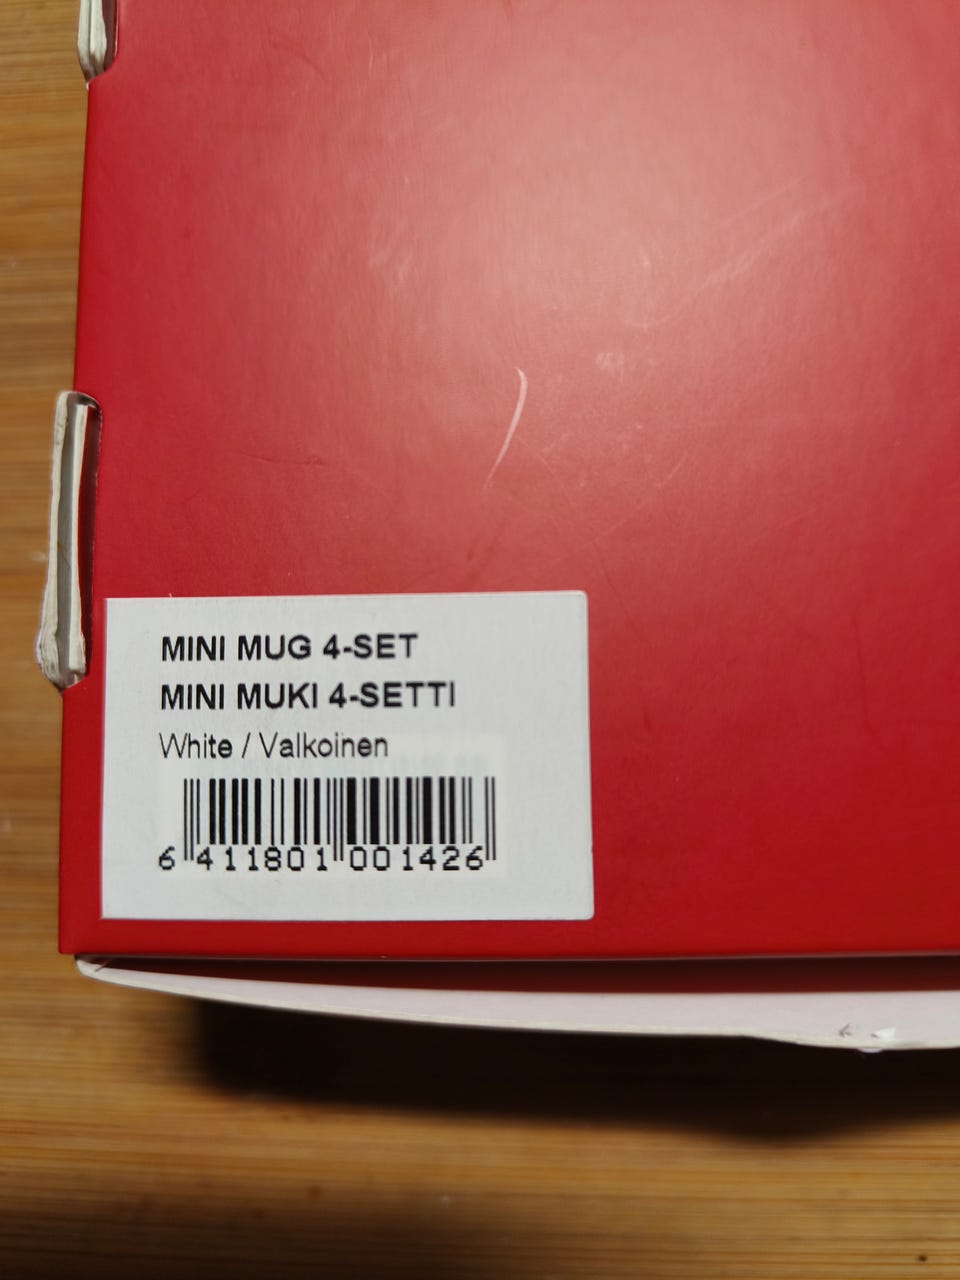 MINI MUG 4-SET
MINI MUKI 4-SETTI
White / Valkoinen
6 411801 001426